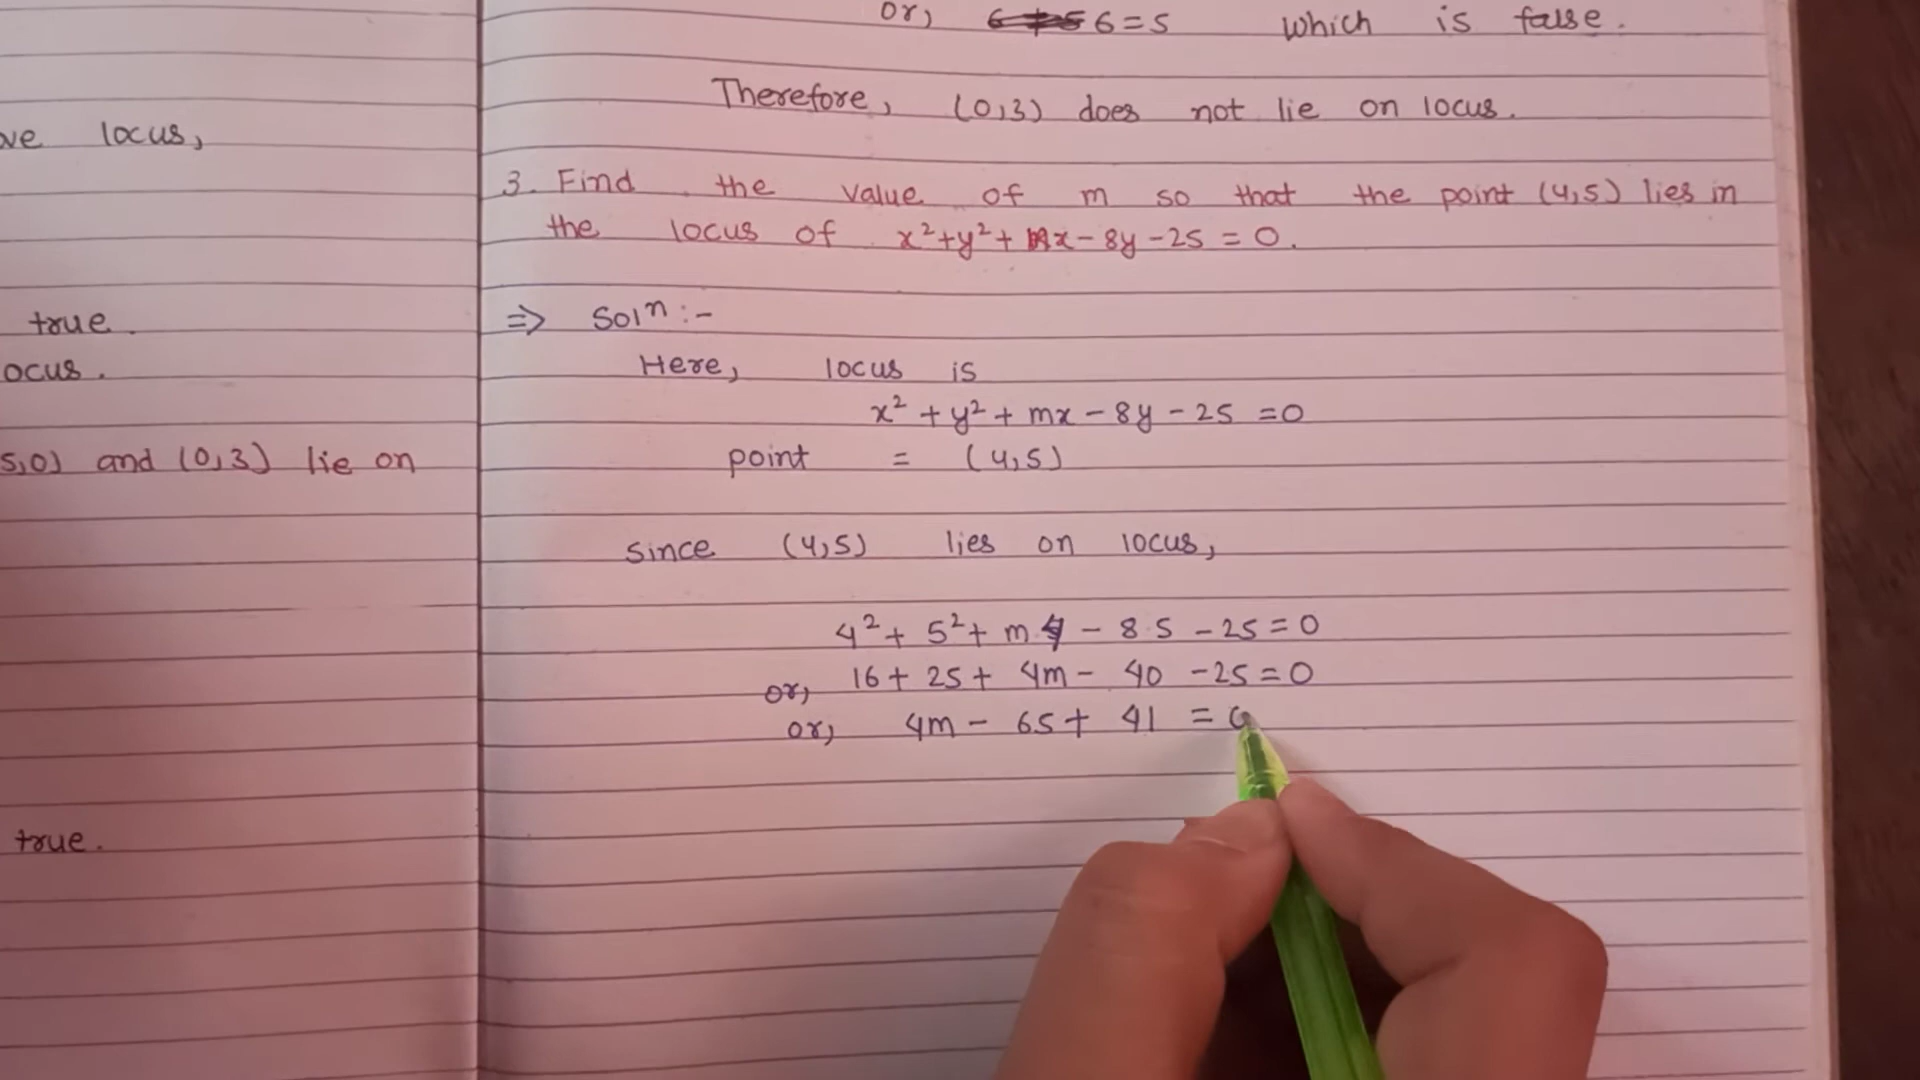 ve locus,
true.
ocus.
5,0) and (0,3) lie on
true.
or, 6=5 which is false.
Therefore, (0,3) does not lie on locus.
3. Find the value of m so that the point (4,5) lies in
the locus of x²+y²+mx-8y-25=0.
⇒ Solⁿ:-
Here, locus is
x²+y²+mx-8y-25=0
point = (4,5)
since (4,5) lies on locus,
4²+5²+m.4-8.5-25=0
or, 16+25+4m-40-25=0
or, 4m-65+41=0